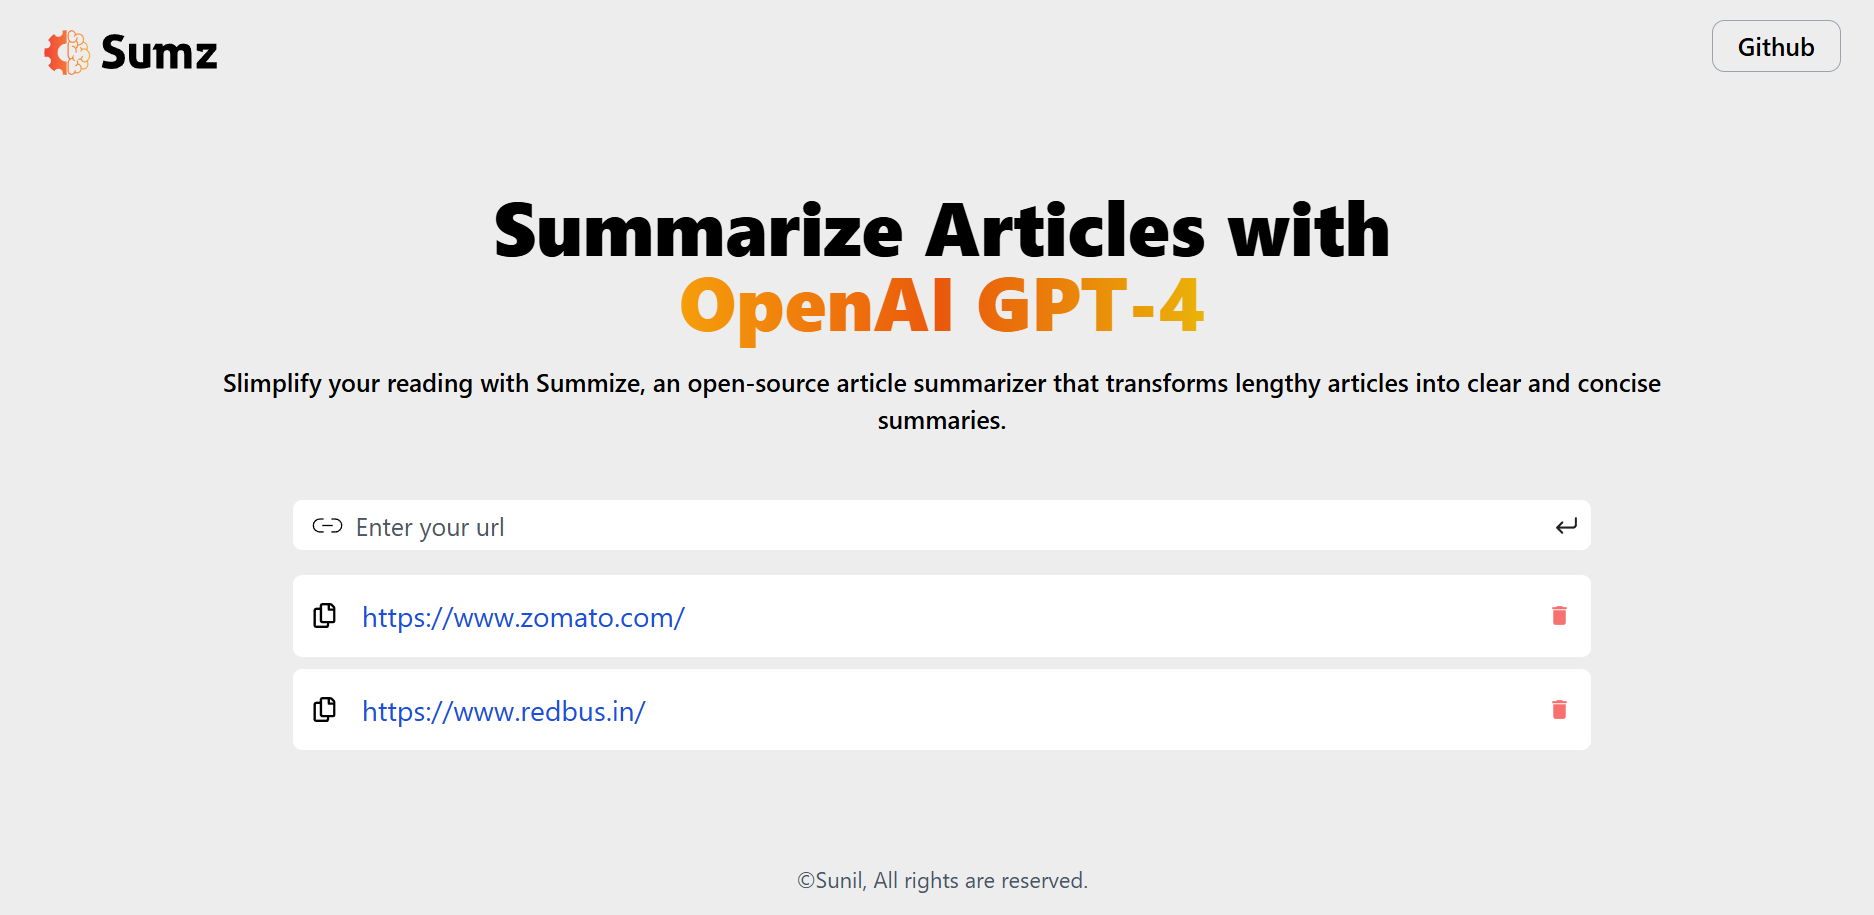 Sumz
Github
Summarize Articles with
OpenAI GPT-4
Slimplify your reading with Summize, an open-source article summarizer that transforms lengthy articles into clear and concise
summaries.
Enter your url
https://www.zomato.com/
https://www.redbus.in/
©Sunil, All rights are reserved.